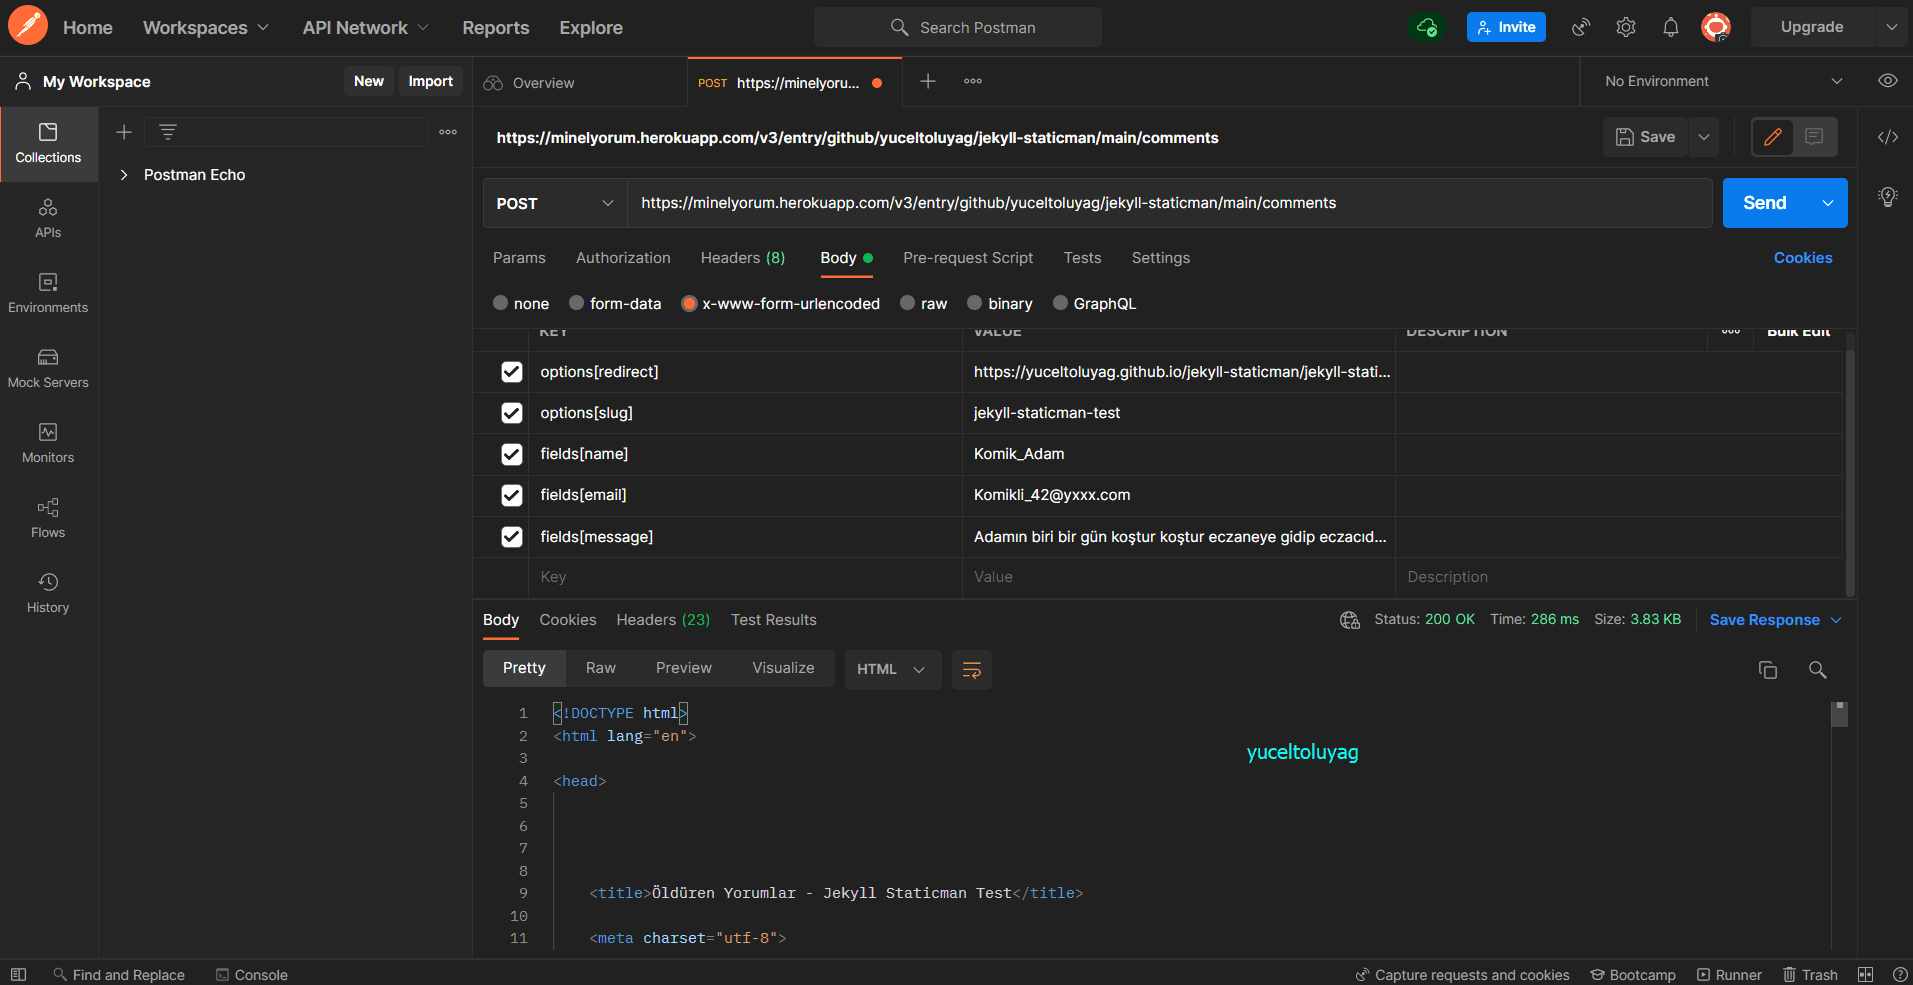 Home Workspaces API Network Reports Explore Search Postman Invite Upgrade
My Workspace New Import Overview POST https://minelyoru... No Environment
Collections
APIs
Environments
Mock Servers
Monitors
Flows
History
Postman Echo
https://minelyorum.herokuapp.com/v3/entry/github/yuceltoluyag/jekyll-staticman/main/comments Save
POST https://minelyorum.herokuapp.com/v3/entry/github/yuceltoluyag/jekyll-staticman/main/comments Send
Params Authorization Headers (8) Body Pre-request Script Tests Settings Cookies
none form-data x-www-form-urlencoded raw binary GraphQL
KEY VALUE DESCRIPTION Bulk Edit
options[redirect] https://yuceltoluyag.github.io/jekyll-staticman/jekyll-stati...
options[slug] jekyll-staticman-test
fields[name] Komik_Adam
fields[email] Komikli_42@yxxx.com
fields[message] Adamın biri bir gün koştur koştur eczaneye gidip eczacıd...
Key Value Description
Body Cookies Headers (23) Test Results Status: 200 OK Time: 286 ms Size: 3.83 KB Save Response
Pretty Raw Preview Visualize HTML
1 <!DOCTYPE html>
2 <html lang="en">
3
4 <head>
5
6
7
8
9 <title>Öldüren Yorumlar - Jekyll Staticman Test</title>
10
11 <meta charset="utf-8">
yuceltoluyag
Find and Replace Console Capture requests and cookies Bootcamp Runner Trash